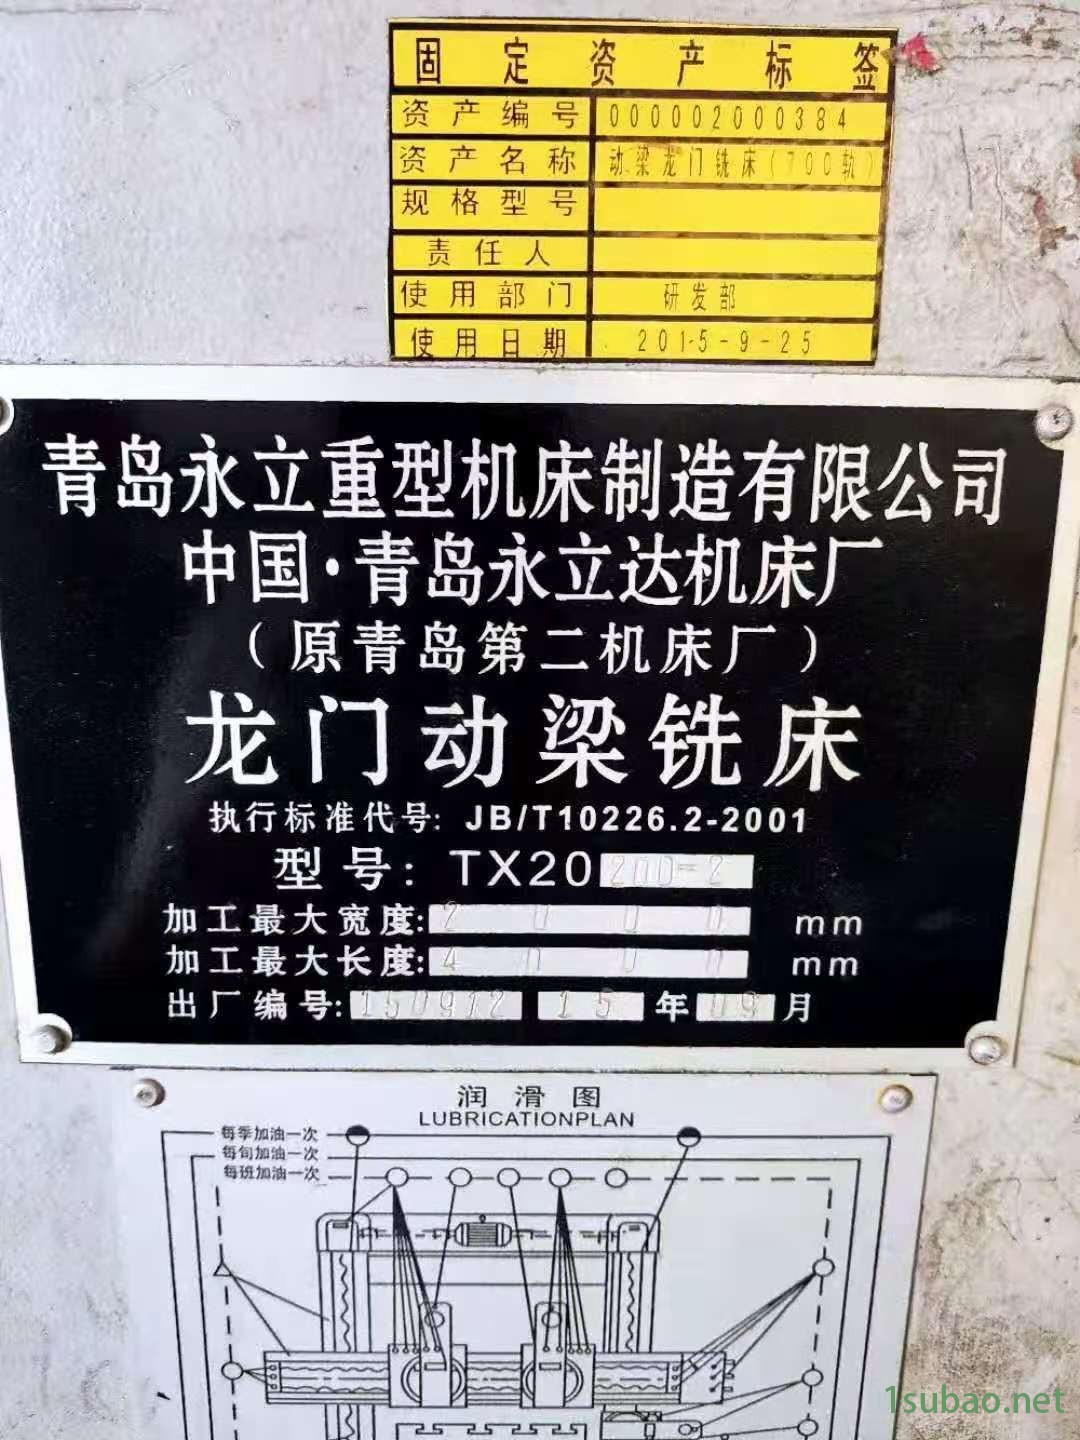 固定资产标签
资产编号 000002000384
资产名称 动梁龙门铣床(700轨)
规格型号
责任人
使用部门 研发部
使用日期 2015-9-25
青岛永立重型机床制造有限公司
中国·青岛永立达机床厂
(原青岛第二机床厂)
龙门动梁铣床
执行标准代号: JB/T10226.2-2001
型号: TX20200-2
加工最大宽度: 2000 mm
加工最大长度: 4000 mm
出厂编号: 150912 15年09月
润滑图
LUBRICATIONPLAN
每季加油一次
每旬加油一次
每班加油一次
1subao.net